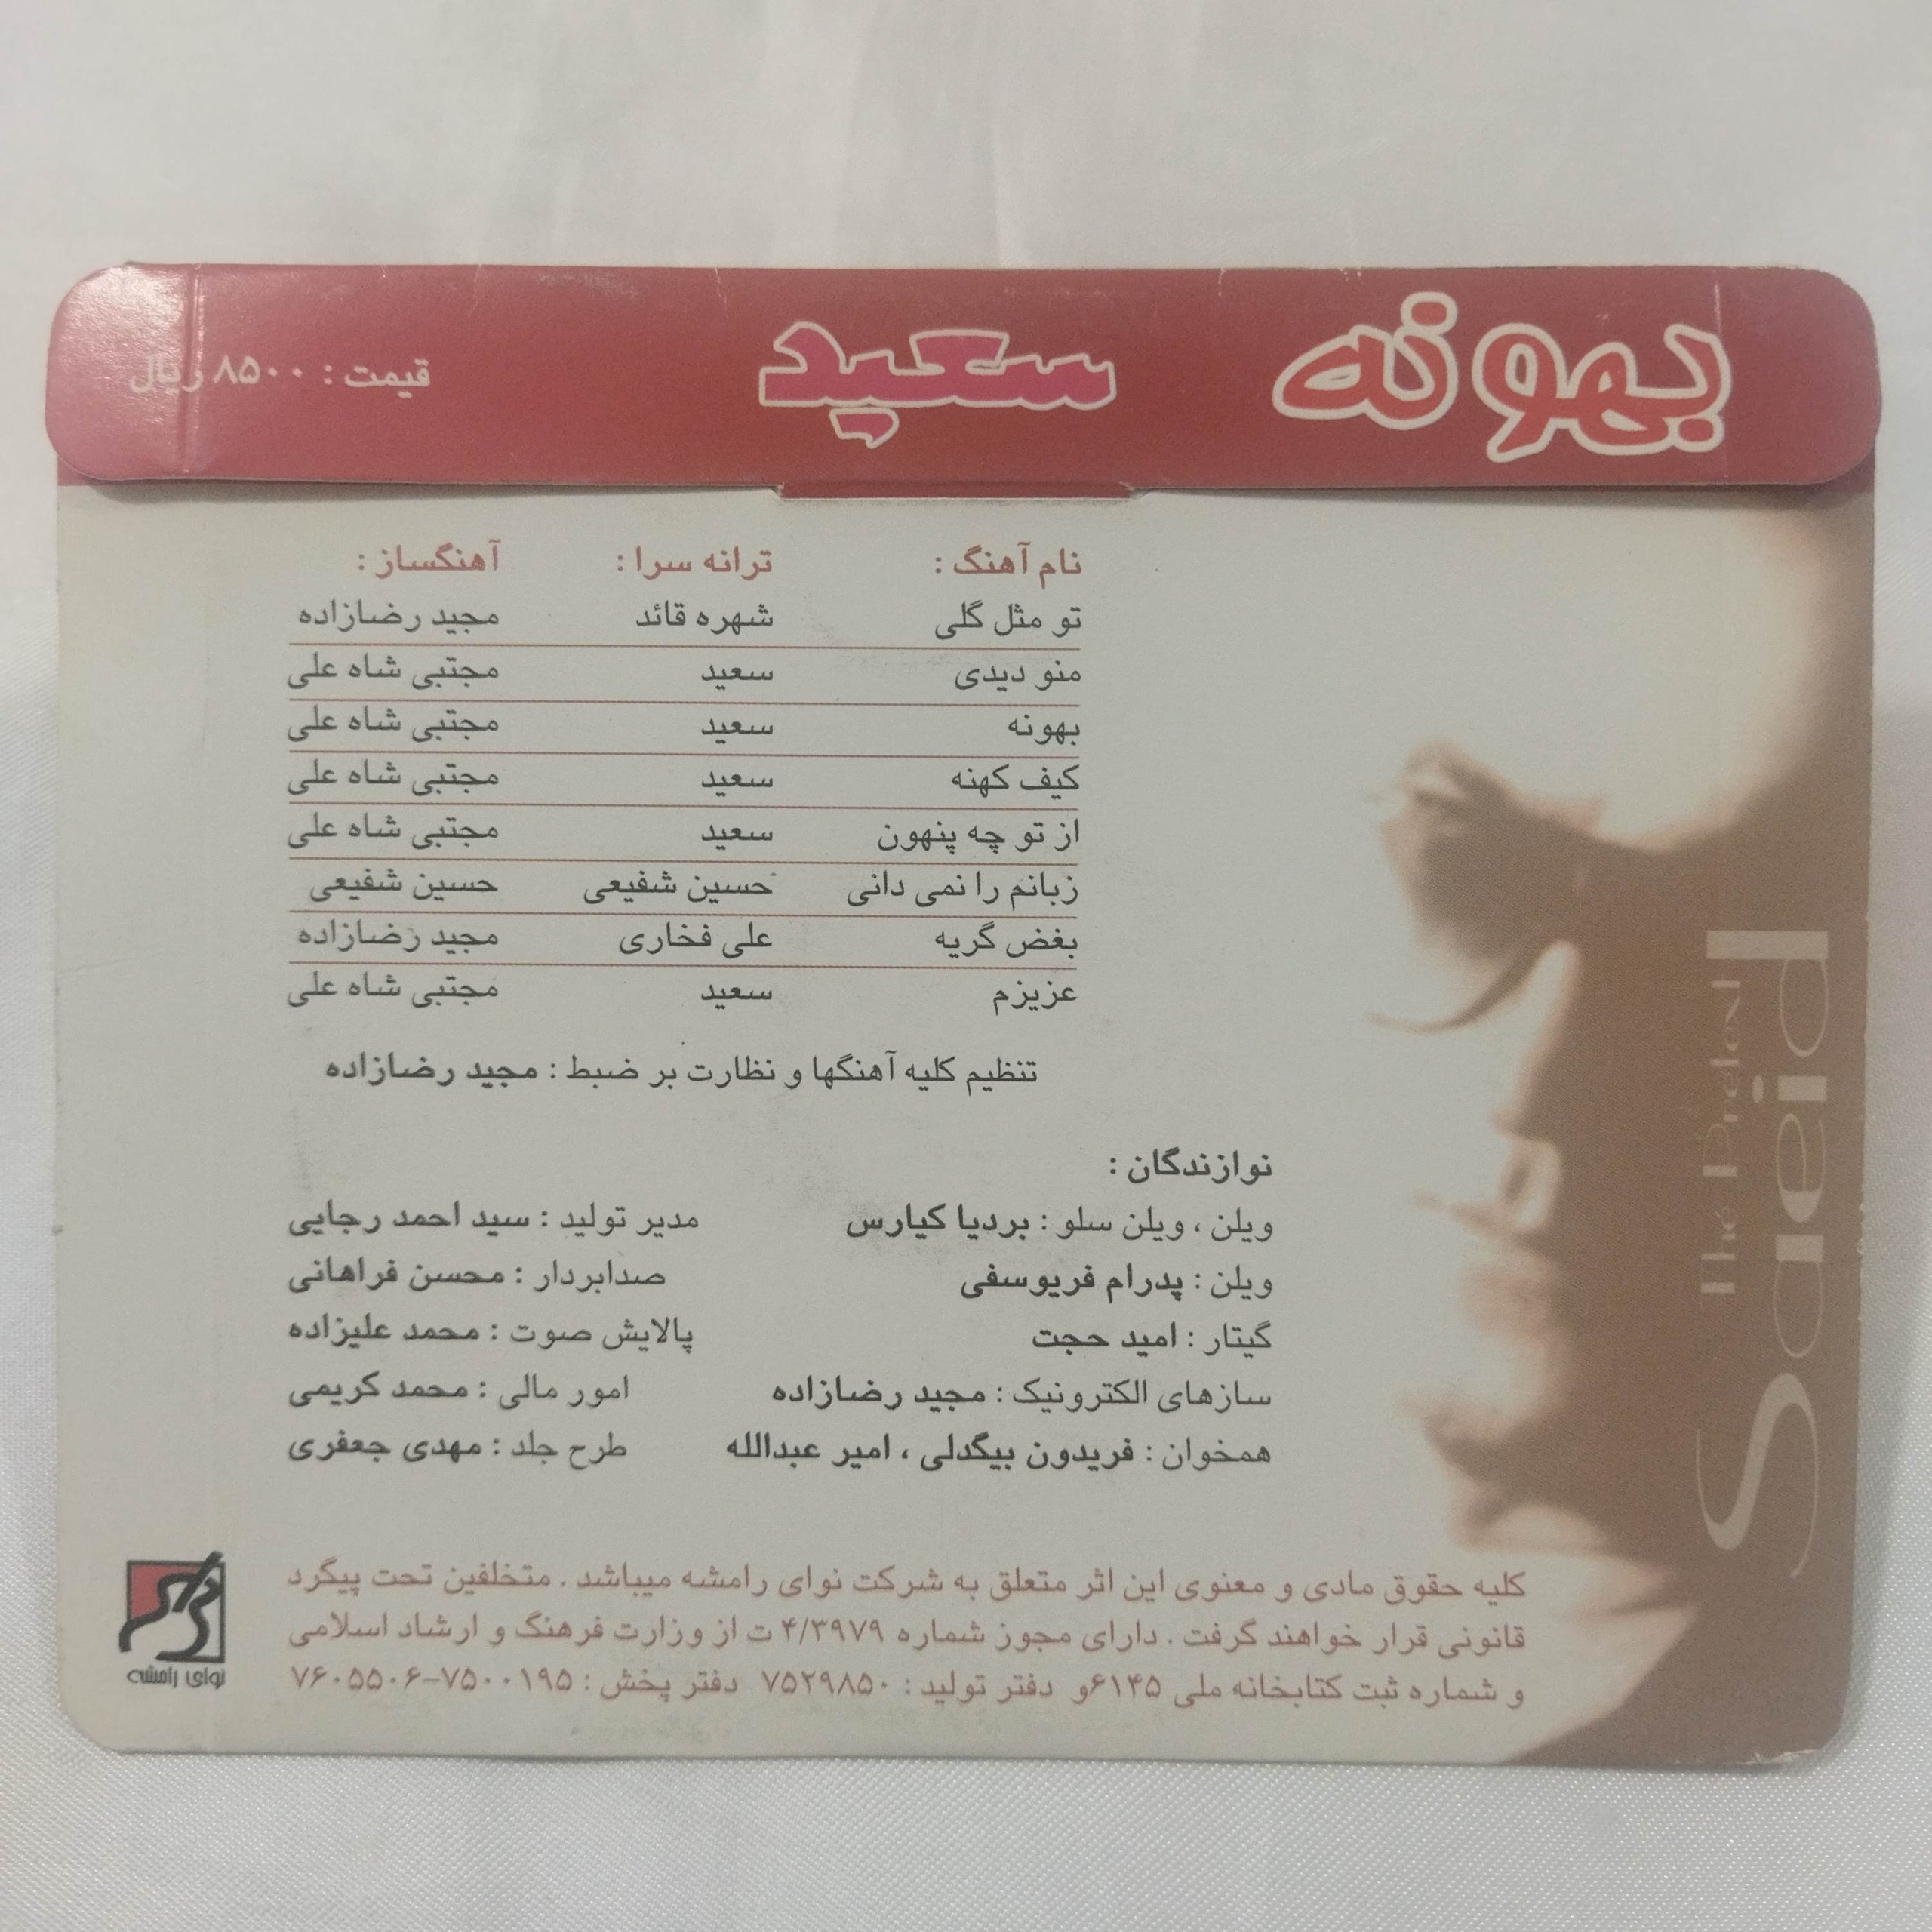 بهونه سعید قیمت : ۸۵۰۰ ریال
نام آهنگ : ترانه سرا : آهنگساز :
تو مثل گلی شهره قائد مجید رضازاده
منو دیدی سعید مجتبی شاه علی
بهونه سعید مجتبی شاه علی
کیف کهنه سعید مجتبی شاه علی
از تو چه پنهون سعید مجتبی شاه علی
زبانم را نمی دانی حسین شفیعی حسین شفیعی
بغض گریه علی فخاری مجید رضازاده
عزیزم سعید مجتبی شاه علی
تنظیم کلیه آهنگها و نظارت بر ضبط : مجید رضازاده
نوازندگان :
ویلن ، ویلن سلو : بردیا کیارس مدیر تولید : سید احمد رجایی
ویلن : پدرام فریوسفی صدابردار : محسن فراهانی
گیتار : امید حجت پالایش صوت : محمد علیزاده
سازهای الکترونیک : مجید رضازاده امور مالی : محمد کریمی
همخوان : فریدون بیگدلی ، امیر عبدالله طرح جلد : مهدی جعفری
کلیه حقوق مادی و معنوی این اثر متعلق به شرکت نوای رامشه میباشد . متخلفین تحت پیگرد
قانونی قرار خواهند گرفت . دارای مجوز شماره ۴/۳۹۷۹ ت از وزارت فرهنگ و ارشاد اسلامی
و شماره ثبت کتابخانه ملی ۶۱۴۵و دفتر تولید : ۷۵۲۹۸۵۰ دفتر پخش : ۷۵۰۰۱۹۵-۷۶۰۵۵۰۶
نوای رامشه
The Pretext
Saeid